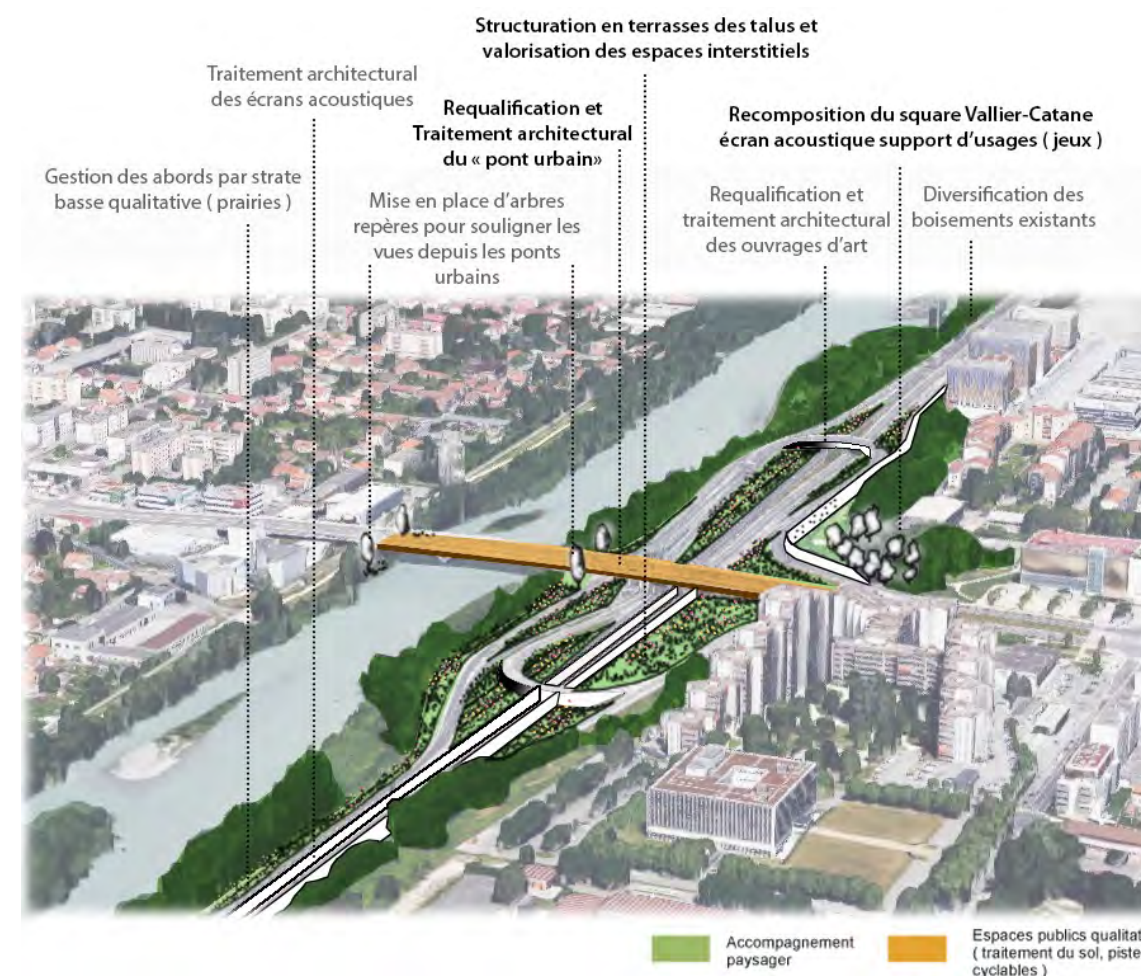 Structuration en terrasses des talus et
valorisation des espaces interstitiels
Traitement architectural
des écrans acoustiques
Requalification et
Traitement architectural
du « pont urbain»
Recomposition du square Vallier-Catane
écran acoustique support d'usages ( jeux )
Gestion des abords par strate
basse qualitative ( prairies )
Mise en place d'arbres
repères pour souligner les
vues depuis les ponts
urbains
Requalification et
traitement architectural
des ouvrages d'art
Diversification des
boisements existants
Accompagnement
paysager
Espaces publics qualitat
( traitement du sol, piste
cyclables )